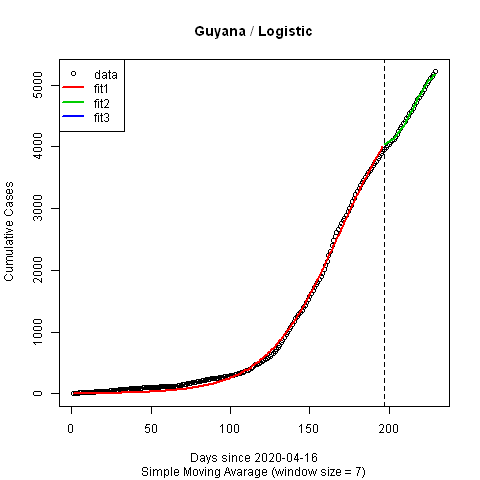 Guyana / Logistic
data
fit1
fit2
fit3
Cumulative Cases
0
1000
2000
3000
4000
5000
0
50
100
150
200
Days since 2020-04-16
Simple Moving Avarage (window size = 7)